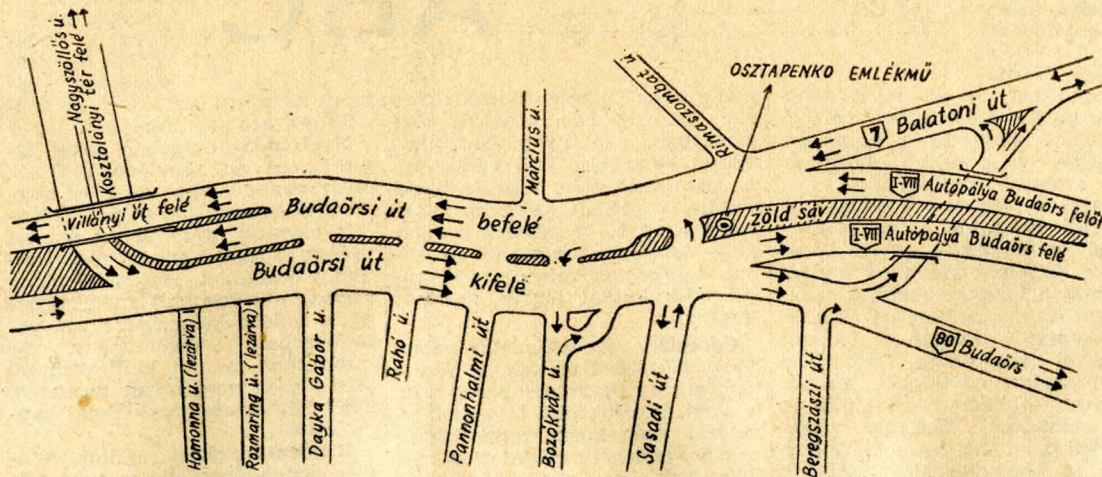 Nagyszöllős u.
Kosztolányi tér felé
Villányi út felé
Budaörsi út
befelé
Március u.
Rimaszombat u
OSZTAPENKO EMLÉKMŰ
7 Balatoni út
I-VII Autópálya Budaörs felől
zöld sáv
I-VII Autópálya Budaörs felé
Budaörsi út
kifelé
80 Budaörs
Homonna u. (lezárva)
Rozmaring u. (lezárva)
Dayka Gábor u.
Rahó u.
Pannonhalmi út
Bozókvár u.
Sasadi út
Beregszászi út